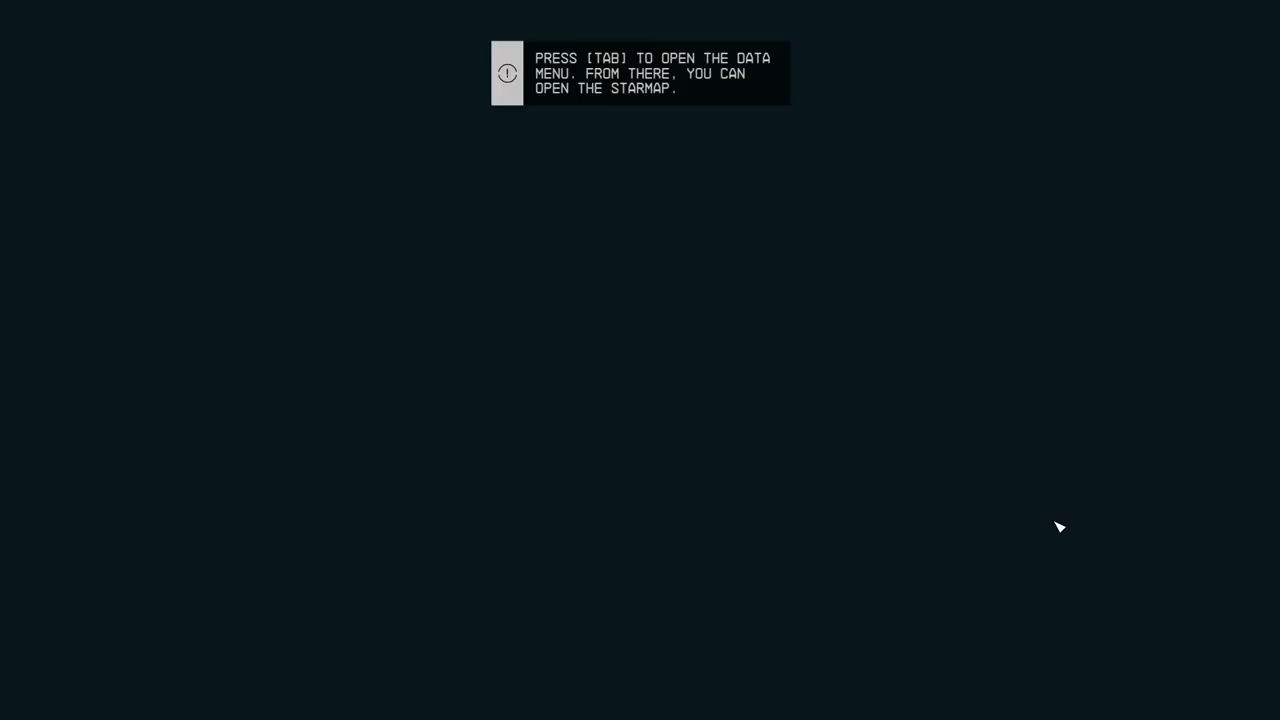 PRESS [TAB] TO OPEN THE DATA
MENU. FROM THERE, YOU CAN
OPEN THE STARMAP.